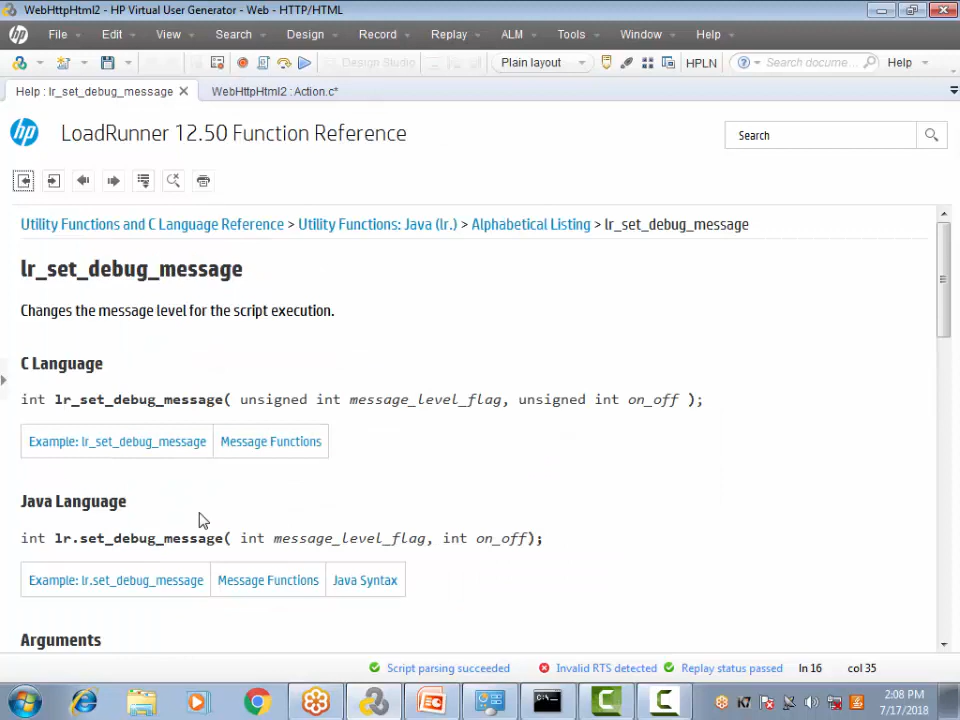 WebHttpHtml2 - HP Virtual User Generator - Web - HTTP/HTML
hp File Edit View Search Design Record Replay ALM Tools Window Help
Design Studio Plain layout HPLN Search docume... Help
Help : lr_set_debug_message WebHttpHtml2 : Action.c*
hp LoadRunner 12.50 Function Reference Search
Utility Functions and C Language Reference > Utility Functions: Java (lr.) > Alphabetical Listing > lr_set_debug_message
lr_set_debug_message
Changes the message level for the script execution.
C Language
int lr_set_debug_message( unsigned int message_level_flag, unsigned int on_off );
Example: lr_set_debug_message Message Functions
Java Language
int lr.set_debug_message( int message_level_flag, int on_off);
Example: lr.set_debug_message Message Functions Java Syntax
Arguments
Script parsing succeeded Invalid RTS detected Replay status passed ln 16 col 35
2:08 PM
7/17/2018